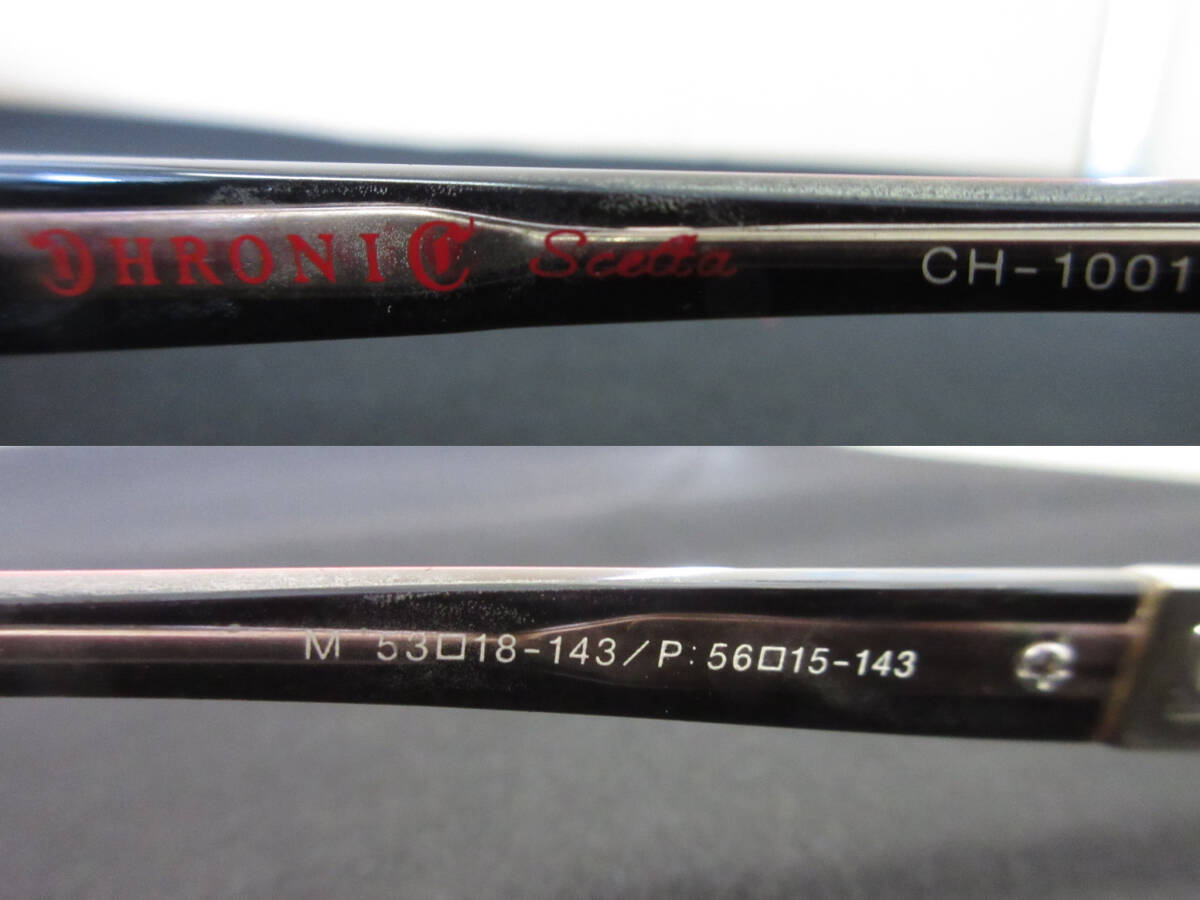 CHRONIC Scelta CH-1001
M 53□18-143/P:56□15-143